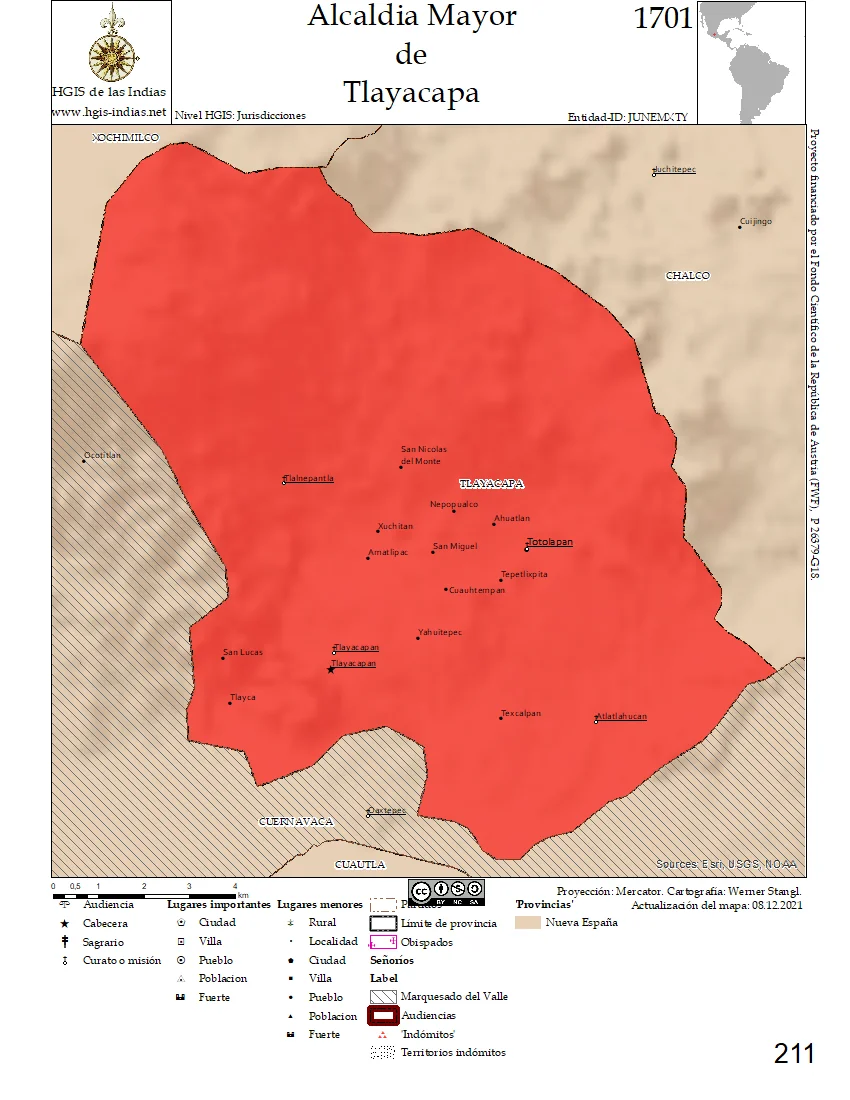 Alcaldia Mayor
de
Tlayacapa
1701
HGIS de las Indias
www.hgis-indias.net
Nivel HGIS: Jurisdicciones
Entidad-ID: JUNEMXTY
XOCHIMILCO
Juchitepec
Cuijingo
CHALCO
Ocotitlan
San Nicolas
del Monte
Tlalnepantla
TLAYACAPA
Nepopualco
Ahuatlan
Xuchitan
Totolapan
San Miguel
Amatlipac
Tepetlixpita
Cuauhtempan
Yahuitepec
Tlayacapan
San Lucas
Tlayacapan
Tlayca
Texcalpan
Atlatlahucan
Oaxtepec
CUERNAVACA
CUAUTLA
Sources: Esri, USGS, NOAA
Proyecto financiado por el Fondo Científico de la República de Austria (FWF), P 26379-G18.
0 0,5 1 2 3 4
km
CC BY NC SA
Proyección: Mercator. Cartografía: Werner Stangl.
Actualización del mapa: 08.12.2021
Audiencia
Cabecera
Sagrario
Curato o misión
Lugares importantes
Ciudad
Villa
Pueblo
Poblacion
Fuerte
Lugares menores
Rural
Localidad
Ciudad
Villa
Pueblo
Poblacion
Fuerte
Límite de provincia
Obispados
Señoríos
Label
Marquesado del Valle
Audiencias
'Indómitos'
Territorios indómitos
'Provincias'
Nueva España
211